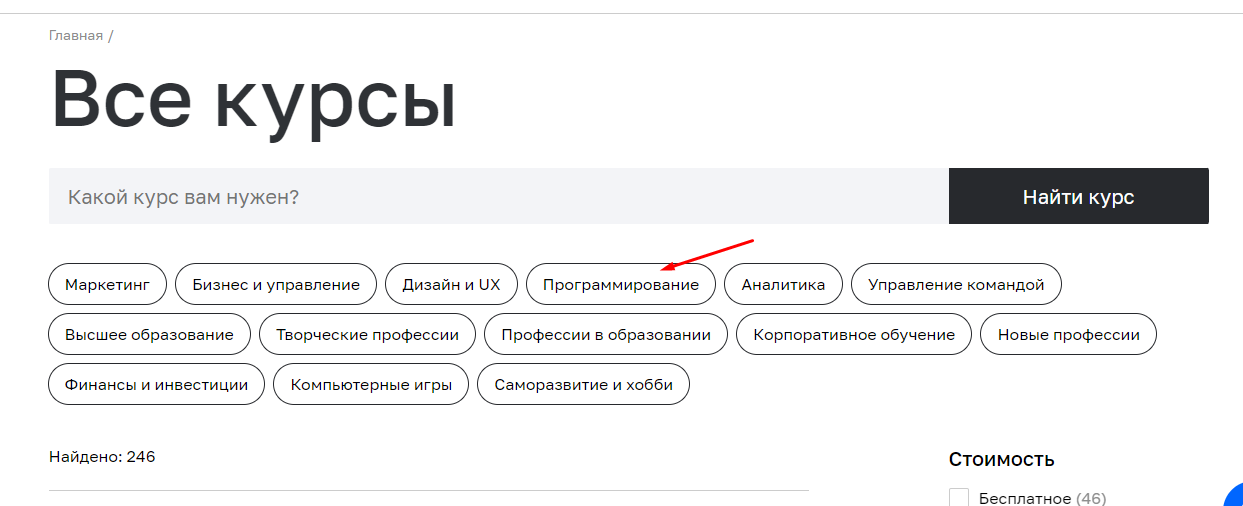 Главная /
Все курсы
Какой курс вам нужен? Найти курс
Маркетинг Бизнес и управление Дизайн и UX Программирование Аналитика Управление командой
Высшее образование Творческие профессии Профессии в образовании Корпоративное обучение Новые профессии
Финансы и инвестиции Компьютерные игры Саморазвитие и хобби
Найдено: 246
Стоимость
Бесплатное (46)